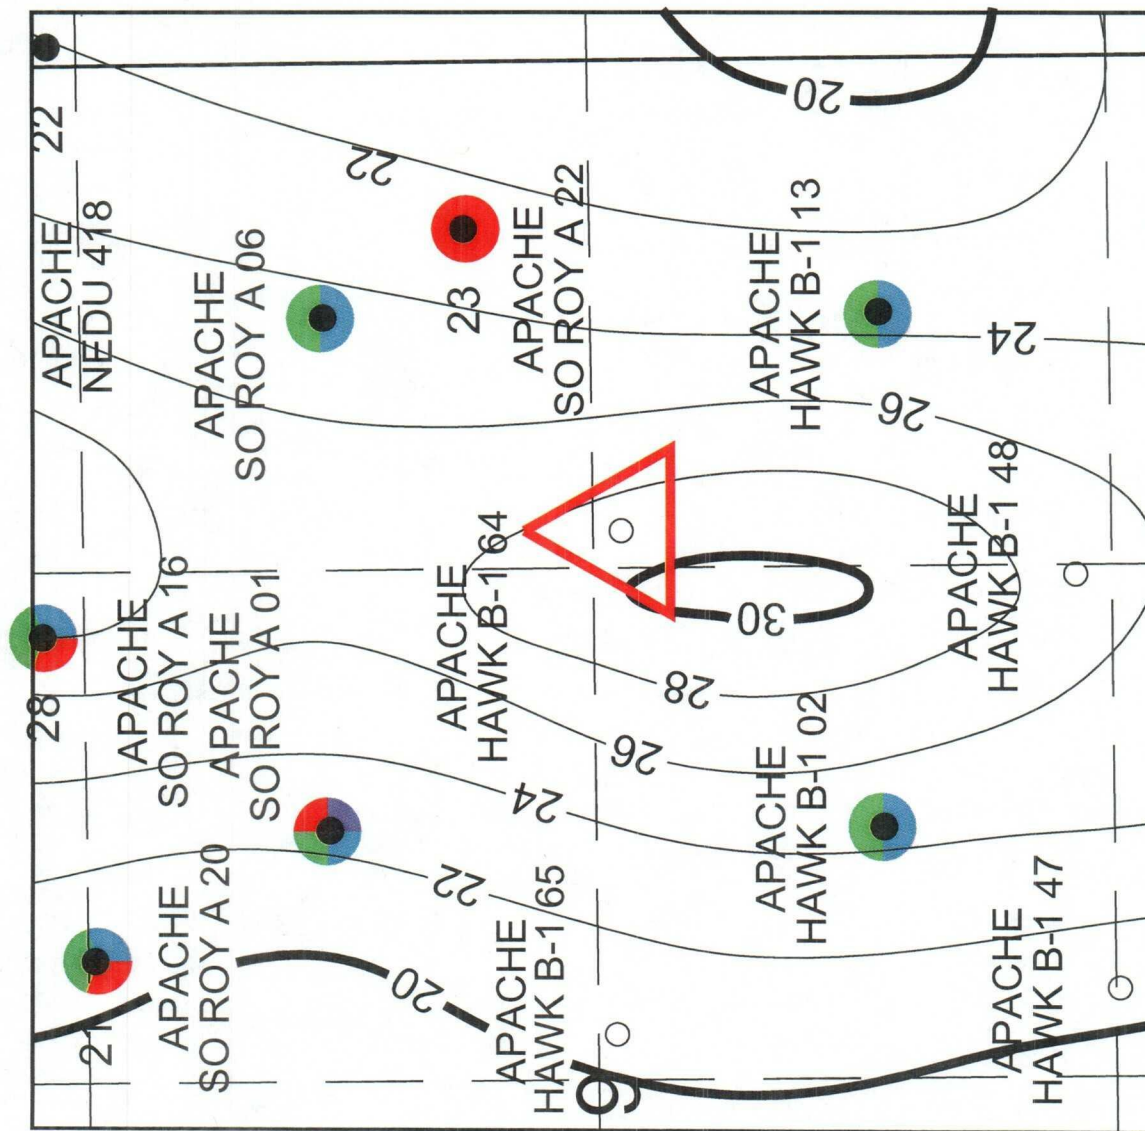 21
28
22
APACHE
NEDU 418
APACHE
SO ROY A 16
APACHE
SO ROY A 20
APACHE
SO ROY A 01
APACHE
SO ROY A 06
22
20
22
23
APACHE
HAWK B-1 65
APACHE
HAWK B-1 64
APACHE
SO ROY A 22
24
9
26
28
30
20
APACHE
HAWK B-1 02
APACHE
HAWK B-1 13
26
24
APACHE
HAWK B-1 47
APACHE
HAWK B-1 48